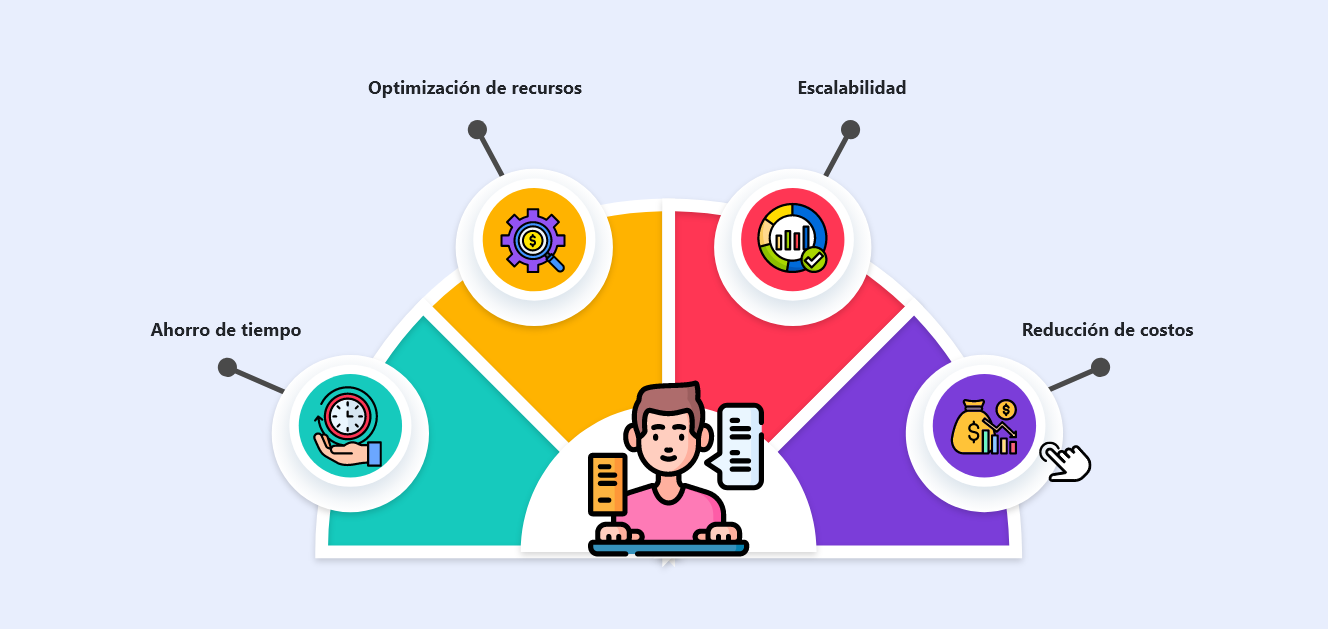 Optimización de recursos
Escalabilidad
Ahorro de tiempo
Reducción de costos